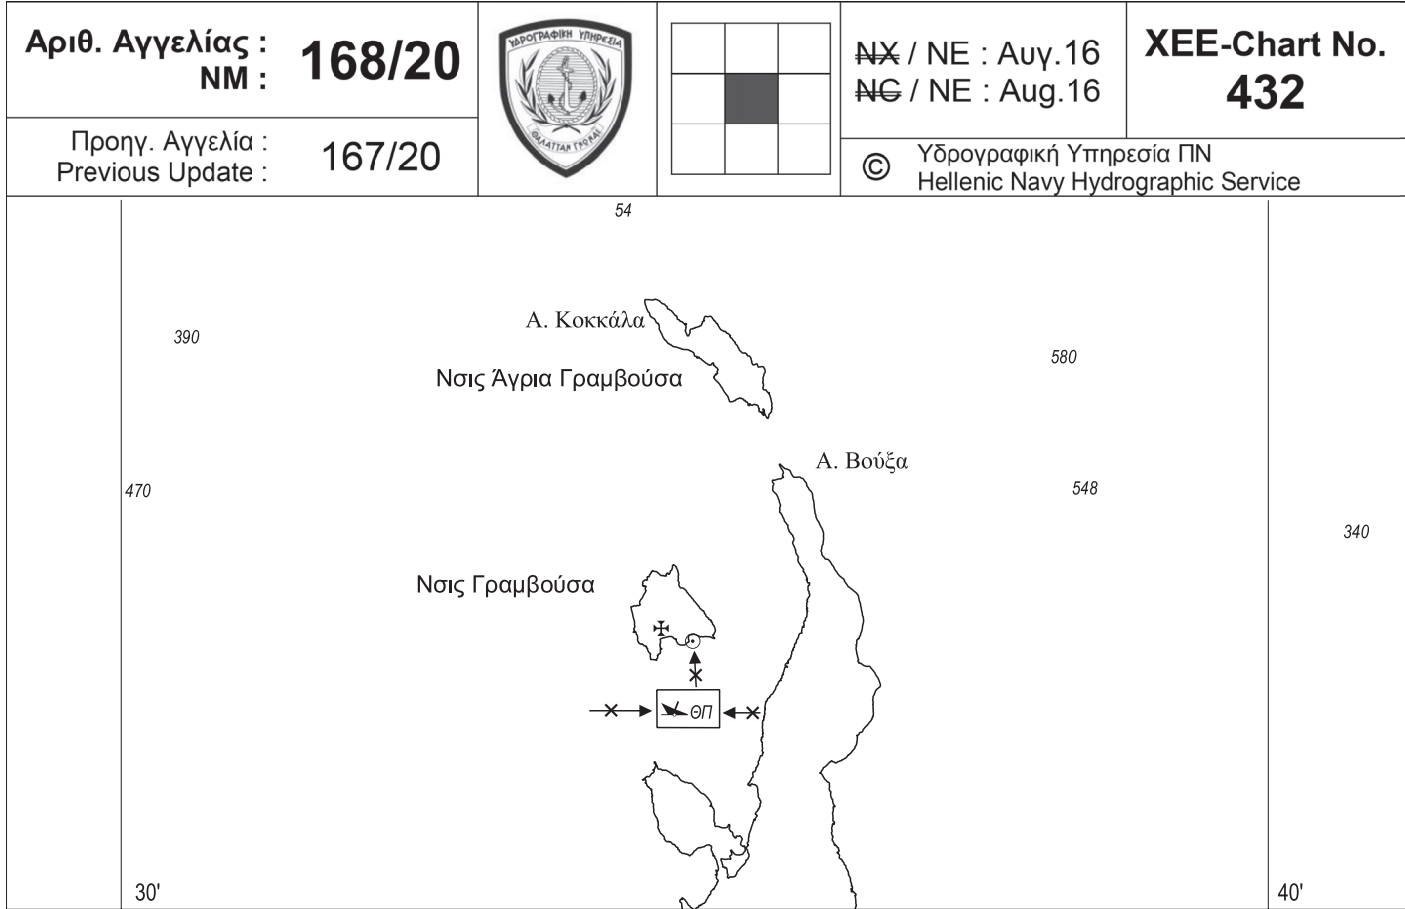 Αριθ. Αγγελίας :
NM :
168/20
Προηγ. Αγγελία :
Previous Update :
167/20
ΥΔΡΟΓΡΑΦΙΚΗ ΥΠΗΡΕΣΙΑ
NX / NE : Αυγ.16
NC / NE : Aug.16
XEE-Chart No.
432
© Υδρογραφική Υπηρεσία ΠΝ
Hellenic Navy Hydrographic Service
54
Α. Κοκκάλα
390
580
Νσις Άγρια Γραμβούσα
Α. Βούξα
470
548
340
Νσις Γραμβούσα
ΘΠ
30'
40'